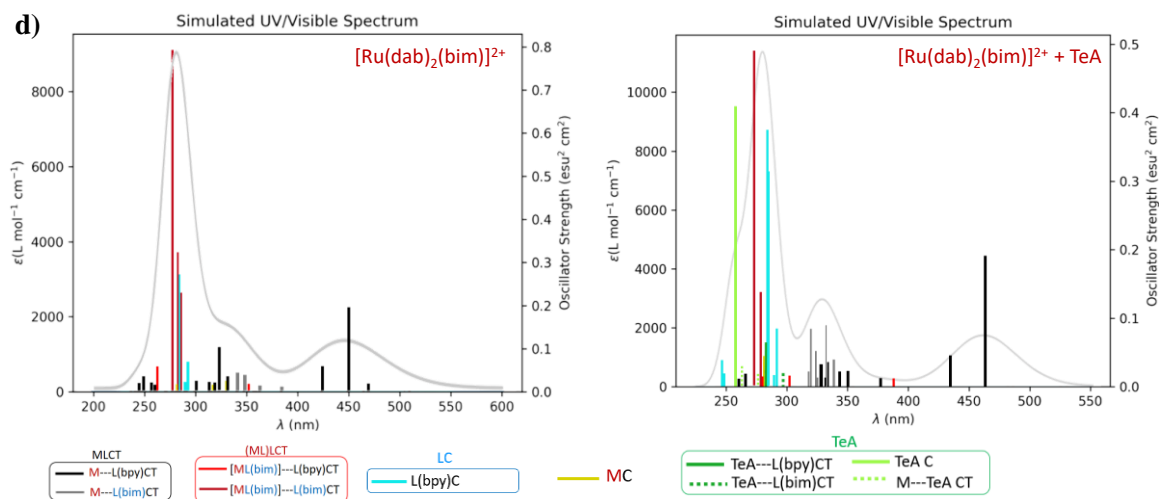 d)
Simulated UV/Visible Spectrum
[Ru(dab)₂(bim)]²⁺
ε(L mol⁻¹ cm⁻¹)
8000
6000
4000
2000
0
0.8
0.7
0.6
0.5
0.4
0.3
0.2
0.1
0.0
Oscillator Strength (esu² cm²)
200 250 300 350 400 450 500 550 600
λ (nm)
Simulated UV/Visible Spectrum
[Ru(dab)₂(bim)]²⁺ + TeA
ε(L mol⁻¹ cm⁻¹)
10000
8000
6000
4000
2000
0
0.5
0.4
0.3
0.2
0.1
0.0
Oscillator Strength (esu² cm²)
250 300 350 400 450 500 550
λ (nm)
MLCT
M---L(bpy)CT
M---L(bim)CT
(ML)LCT
[ML(bim)]---L(bpy)CT
[ML(bim)]---L(bim)CT
LC
L(bpy)C
MC
TeA
TeA---L(bpy)CT
TeA C
TeA---L(bim)CT
M---TeA CT